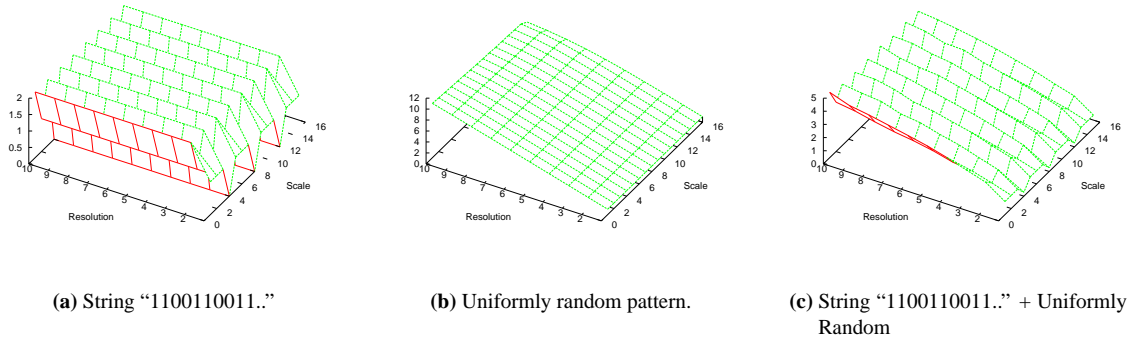 2
1.5
1
0.5
0
10 9 8 7 6 5 4 3 2
Resolution
0 2 4 6 8 10 12 14 16
Scale
12
10
8
6
4
2
0
10 9 8 7 6 5 4 3 2
Resolution
0 2 4 6 8 10 12 14 16
Scale
5
4
3
2
1
0
10 9 8 7 6 5 4 3 2
Resolution
0 2 4 6 8 10 12 14 16
Scale
(a) String “1100110011..”
(b) Uniformly random pattern.
(c) String “1100110011..” + Uniformly
Random